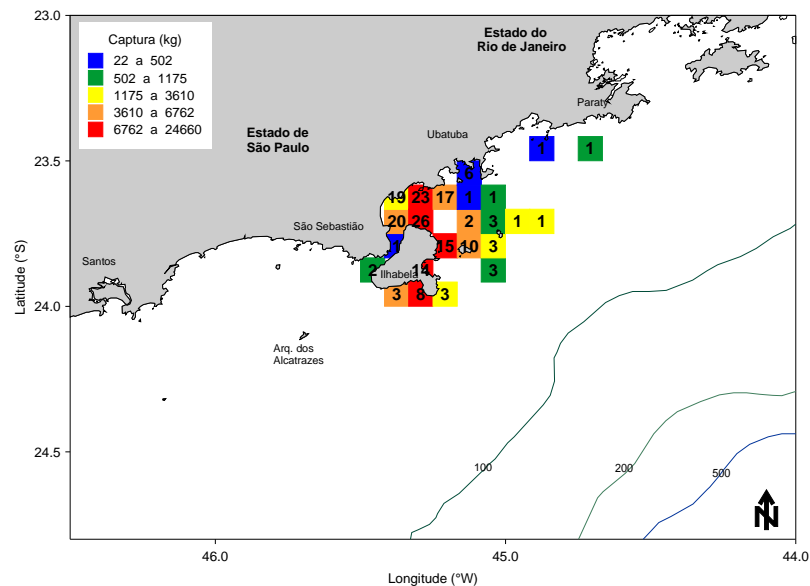 23.0
23.5
24.0
24.5
Latitude (°S)
Captura (kg)
22 a 502
502 a 1175
1175 a 3610
3610 a 6762
6762 a 24660
Estado do
Rio de Janeiro
Paraty
Ubatuba
Estado de
São Paulo
São Sebastião
Santos
Ilhabela
Arq. dos
Alcatrazes
1 1
6
19 23 17 1 1
20 26 2 3 1 1
1 15 10 3
2 14 3
3 8 3
100
200
500
N
46.0 45.0 44.0
Longitude (°W)